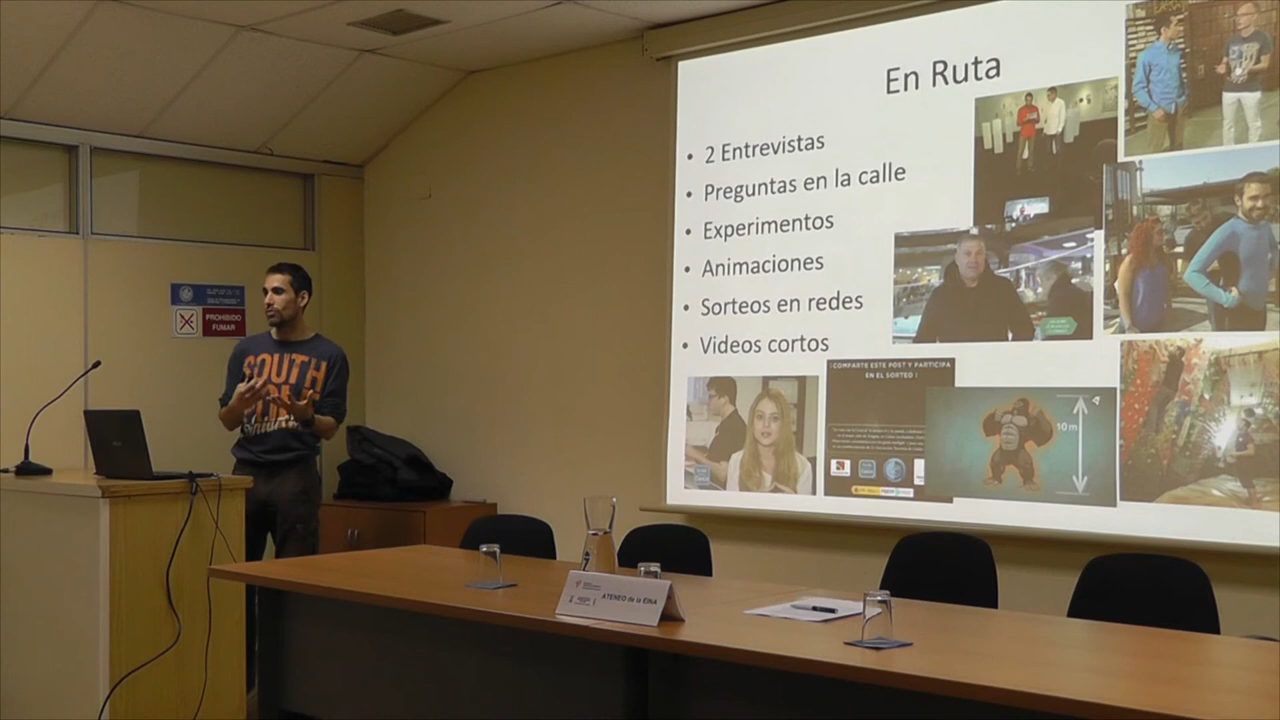 En Ruta
• 2 Entrevistas
• Preguntas en la calle
• Experimentos
• Animaciones
• Sorteos en redes
• Videos cortos
¡COMPARTE ESTE POST Y PARTICIPA
EN EL SORTEO!
10 m
PROHIBIDO
FUMAR
SOUTH
ATENEO de la EINA